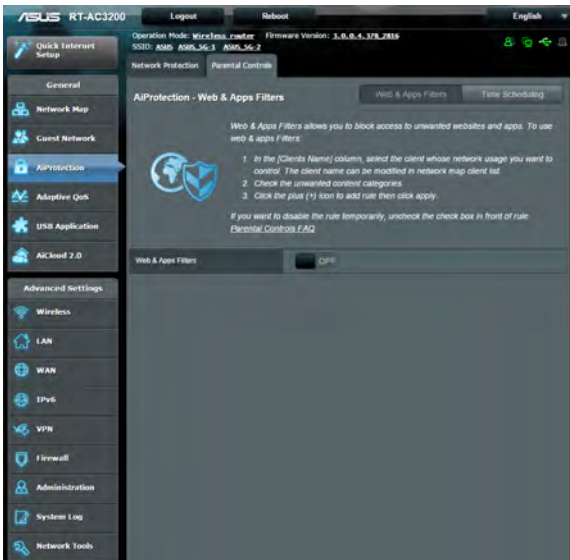 ASUS RT-AC3200
Logout
Reboot
English
Quick Internet
Setup
Operation Mode: Wireless router Firmware Version: 3.0.0.4.378_2816
SSID: ASUS ASUS_5G-1 ASUS_5G-2
Network Protection
Parental Controls
General
Network Map
Guest Network
AiProtection
Adaptive QoS
USB Application
AiCloud 2.0
Advanced Settings
Wireless
LAN
WAN
IPv6
VPN
Firewall
Administration
System Log
Network Tools
AiProtection - Web & Apps Filters
Web & Apps Filters
Time Scheduling
Web & Apps Filters allows you to block access to unwanted websites and apps. To use
web & apps Filters:
1. In the [Clients Name] column, select the client whose network usage you want to
control. The client name can be modified in network map client list.
2. Check the unwanted content categories.
3. Click the plus (+) icon to add rule then click apply.
If you want to disable the rule temporarily, uncheck the check box in front of rule.
Parental Controls FAQ
Web & Apps Filters
OFF